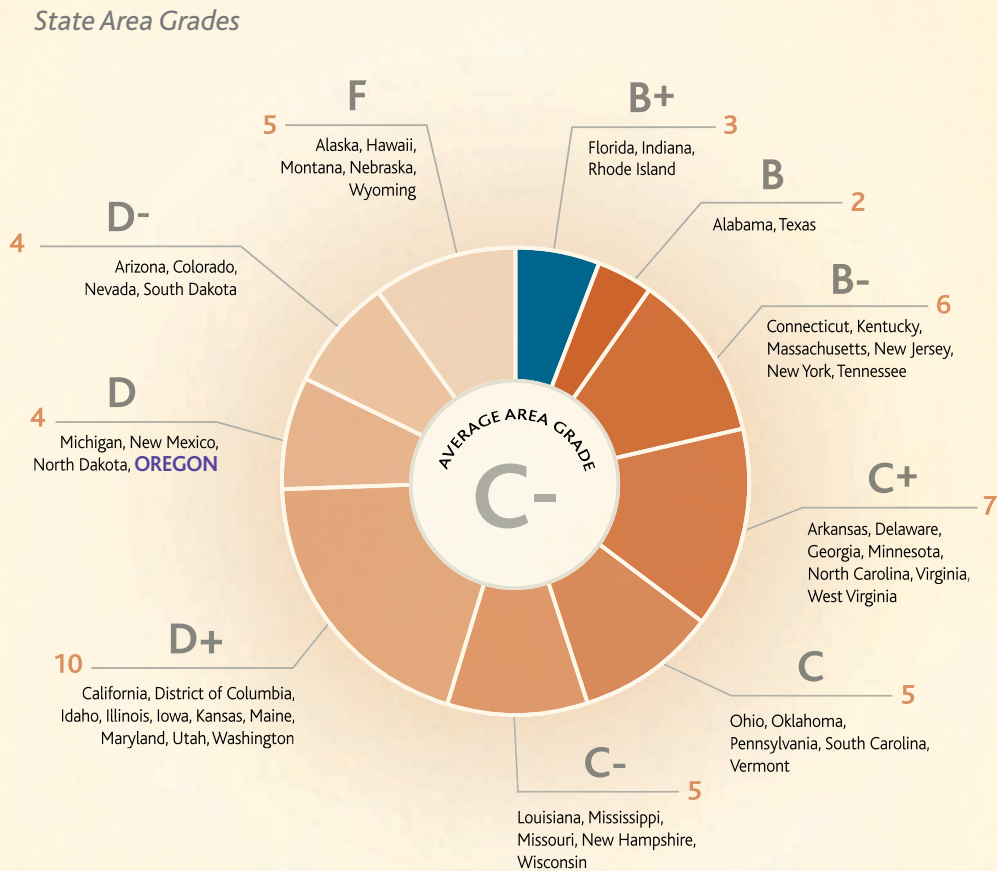 State Area Grades
F
5
Alaska, Hawaii,
Montana, Nebraska,
Wyoming
B+
3
Florida, Indiana,
Rhode Island
B
2
Alabama, Texas
B-
6
Connecticut, Kentucky,
Massachusetts, New Jersey,
New York, Tennessee
C+
7
Arkansas, Delaware,
Georgia, Minnesota,
North Carolina, Virginia,
West Virginia
C
5
Ohio, Oklahoma,
Pennsylvania, South Carolina,
Vermont
C-
5
Louisiana, Mississippi,
Missouri, New Hampshire,
Wisconsin
D+
10
California, District of Columbia,
Idaho, Illinois, Iowa, Kansas, Maine,
Maryland, Utah, Washington
D
4
Michigan, New Mexico,
North Dakota, OREGON
D-
4
Arizona, Colorado,
Nevada, South Dakota
AVERAGE AREA GRADE
C-